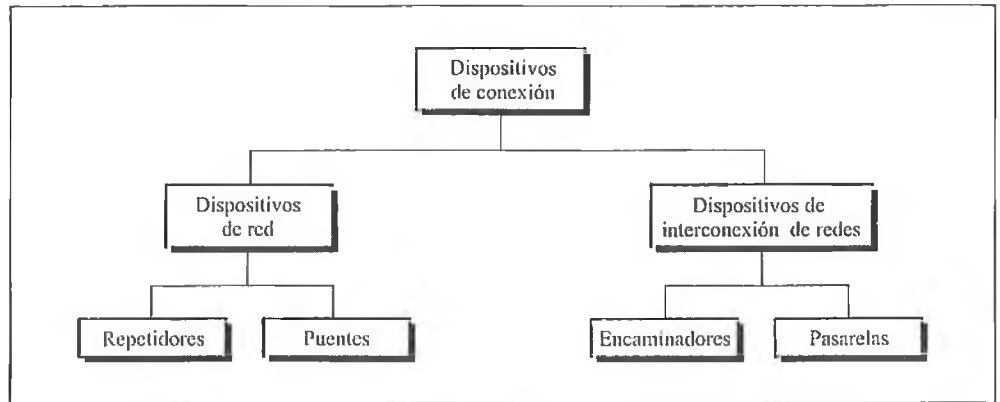 Dispositivos
de conexión
Dispositivos
de red
Dispositivos de
interconexión de redes
Repetidores
Puentes
Encaminadores
Pasarelas